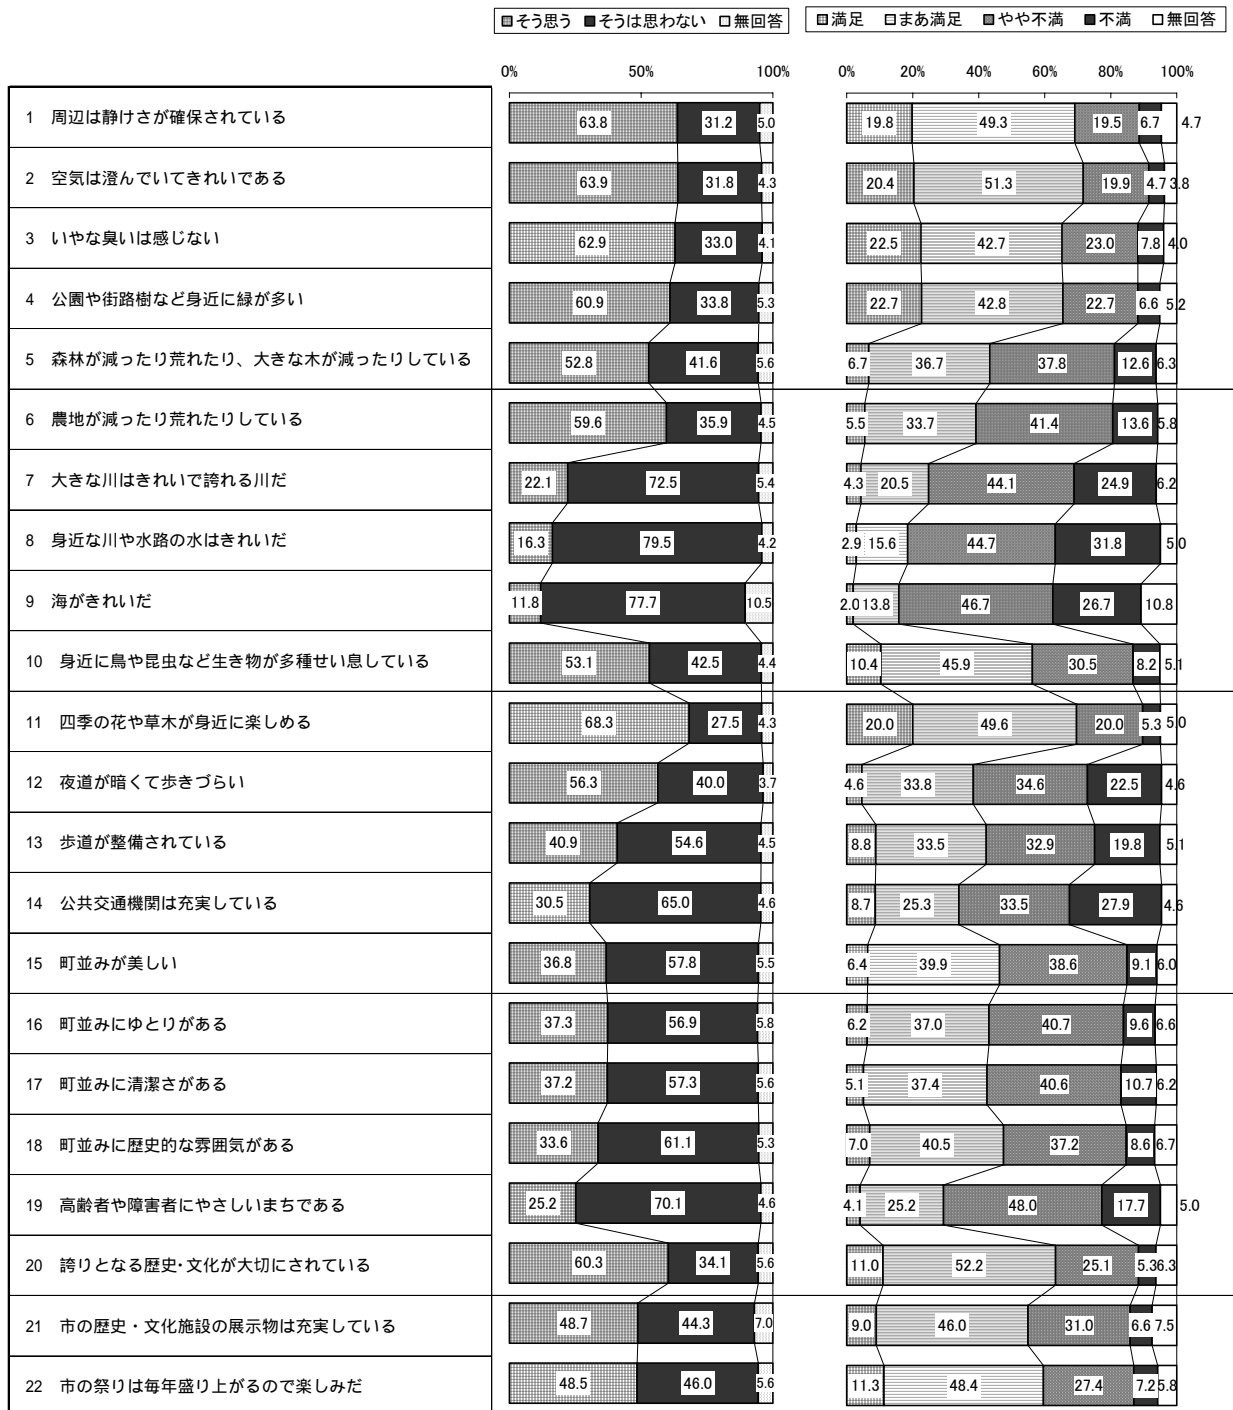 そう思う そうは思わない 無回答 満足 まあ満足 やや不満 不満 無回答
0% 50% 100% 0% 20% 40% 60% 80% 100%
1 周辺は静けさが確保されている 63.8 31.2 5.0 19.8 49.3 19.5 6.7 4.7
2 空気は澄んでいてきれいである 63.9 31.8 4.3 20.4 51.3 19.9 4.7 3.8
3 いやな臭いは感じない 62.9 33.0 4.1 22.5 42.7 23.0 7.8 4.0
4 公園や街路樹など身近に緑が多い 60.9 33.8 5.3 22.7 42.8 22.7 6.6 5.2
5 森林が減ったり荒れたり、大きな木が減ったりしている 52.8 41.6 5.6 6.7 36.7 37.8 12.6 6.3
6 農地が減ったり荒れたりしている 59.6 35.9 4.5 5.5 33.7 41.4 13.6 5.8
7 大きな川はきれいで誇れる川だ 22.1 72.5 5.4 4.3 20.5 44.1 24.9 6.2
8 身近な川や水路の水はきれいだ 16.3 79.5 4.2 2.9 15.6 44.7 31.8 5.0
9 海がきれいだ 11.8 77.7 10.5 2.0 13.8 46.7 26.7 10.8
10 身近に鳥や昆虫など生き物が多種せい息している 53.1 42.5 4.4 10.4 45.9 30.5 8.2 5.1
11 四季の花や草木が身近に楽しめる 68.3 27.5 4.3 20.0 49.6 20.0 5.3 5.0
12 夜道が暗くて歩きづらい 56.3 40.0 3.7 4.6 33.8 34.6 22.5 4.6
13 歩道が整備されている 40.9 54.6 4.5 8.8 33.5 32.9 19.8 5.1
14 公共交通機関は充実している 30.5 65.0 4.6 8.7 25.3 33.5 27.9 4.6
15 町並みが美しい 36.8 57.8 5.5 6.4 39.9 38.6 9.1 6.0
16 町並みにゆとりがある 37.3 56.9 5.8 6.2 37.0 40.7 9.6 6.6
17 町並みに清潔さがある 37.2 57.3 5.6 5.1 37.4 40.6 10.7 6.2
18 町並みに歴史的な雰囲気がある 33.6 61.1 5.3 7.0 40.5 37.2 8.6 6.7
19 高齢者や障害者にやさしいまちである 25.2 70.1 4.6 4.1 25.2 48.0 17.7 5.0
20 誇りとなる歴史・文化が大切にされている 60.3 34.1 5.6 11.0 52.2 25.1 5.3 6.3
21 市の歴史・文化施設の展示物は充実している 48.7 44.3 7.0 9.0 46.0 31.0 6.6 7.5
22 市の祭りは毎年盛り上がるので楽しみだ 48.5 46.0 5.6 11.3 48.4 27.4 7.2 5.8